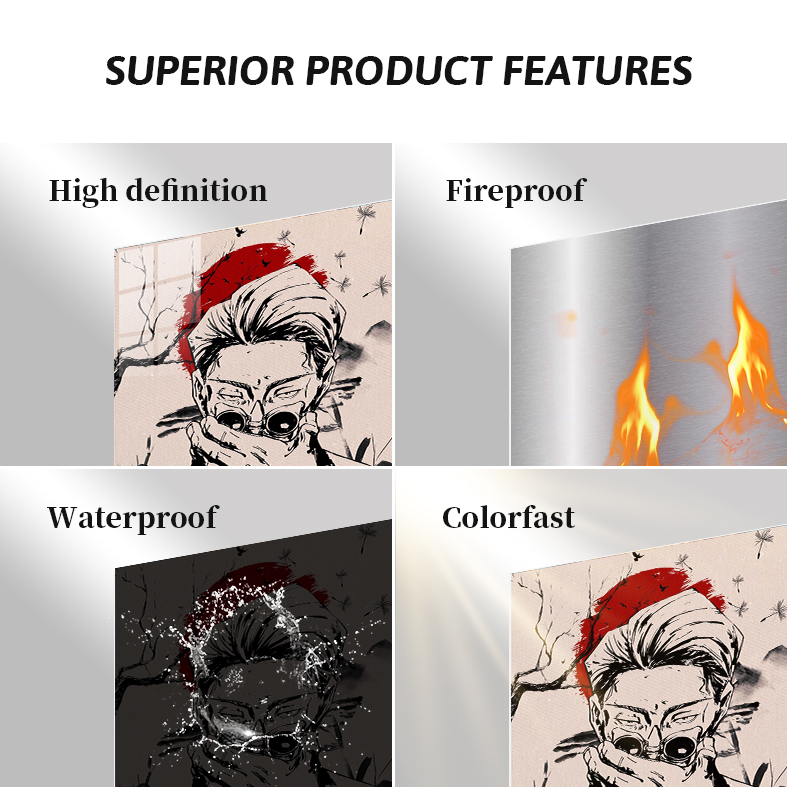 SUPERIOR PRODUCT FEATURES
High definition
Fireproof
Waterproof
Colorfast